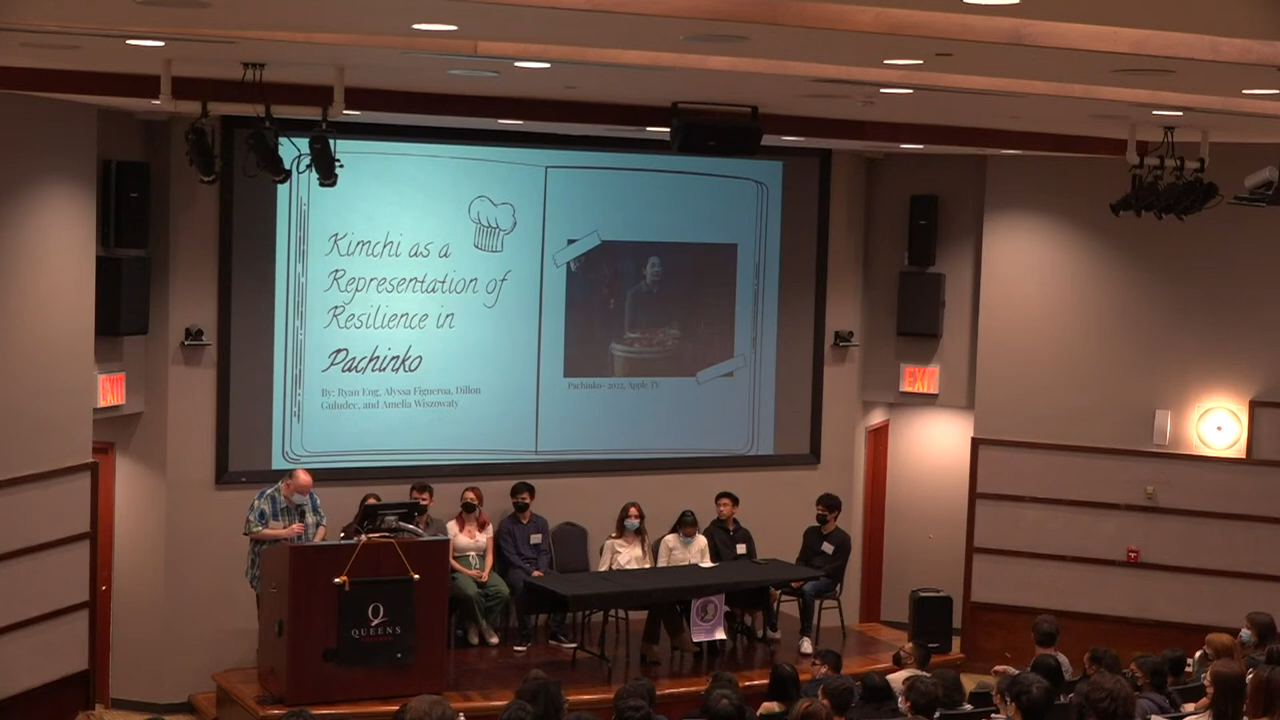 Kimchi as a
Representation of
Resilience in
Pachinko
By: Ryan Eng, Alyssa Figueroa, Dillon
Guludec, and Amelia Wiszowaty
Pachinko- 2022, Apple TV
EXIT
EXIT
Q
QUEENS